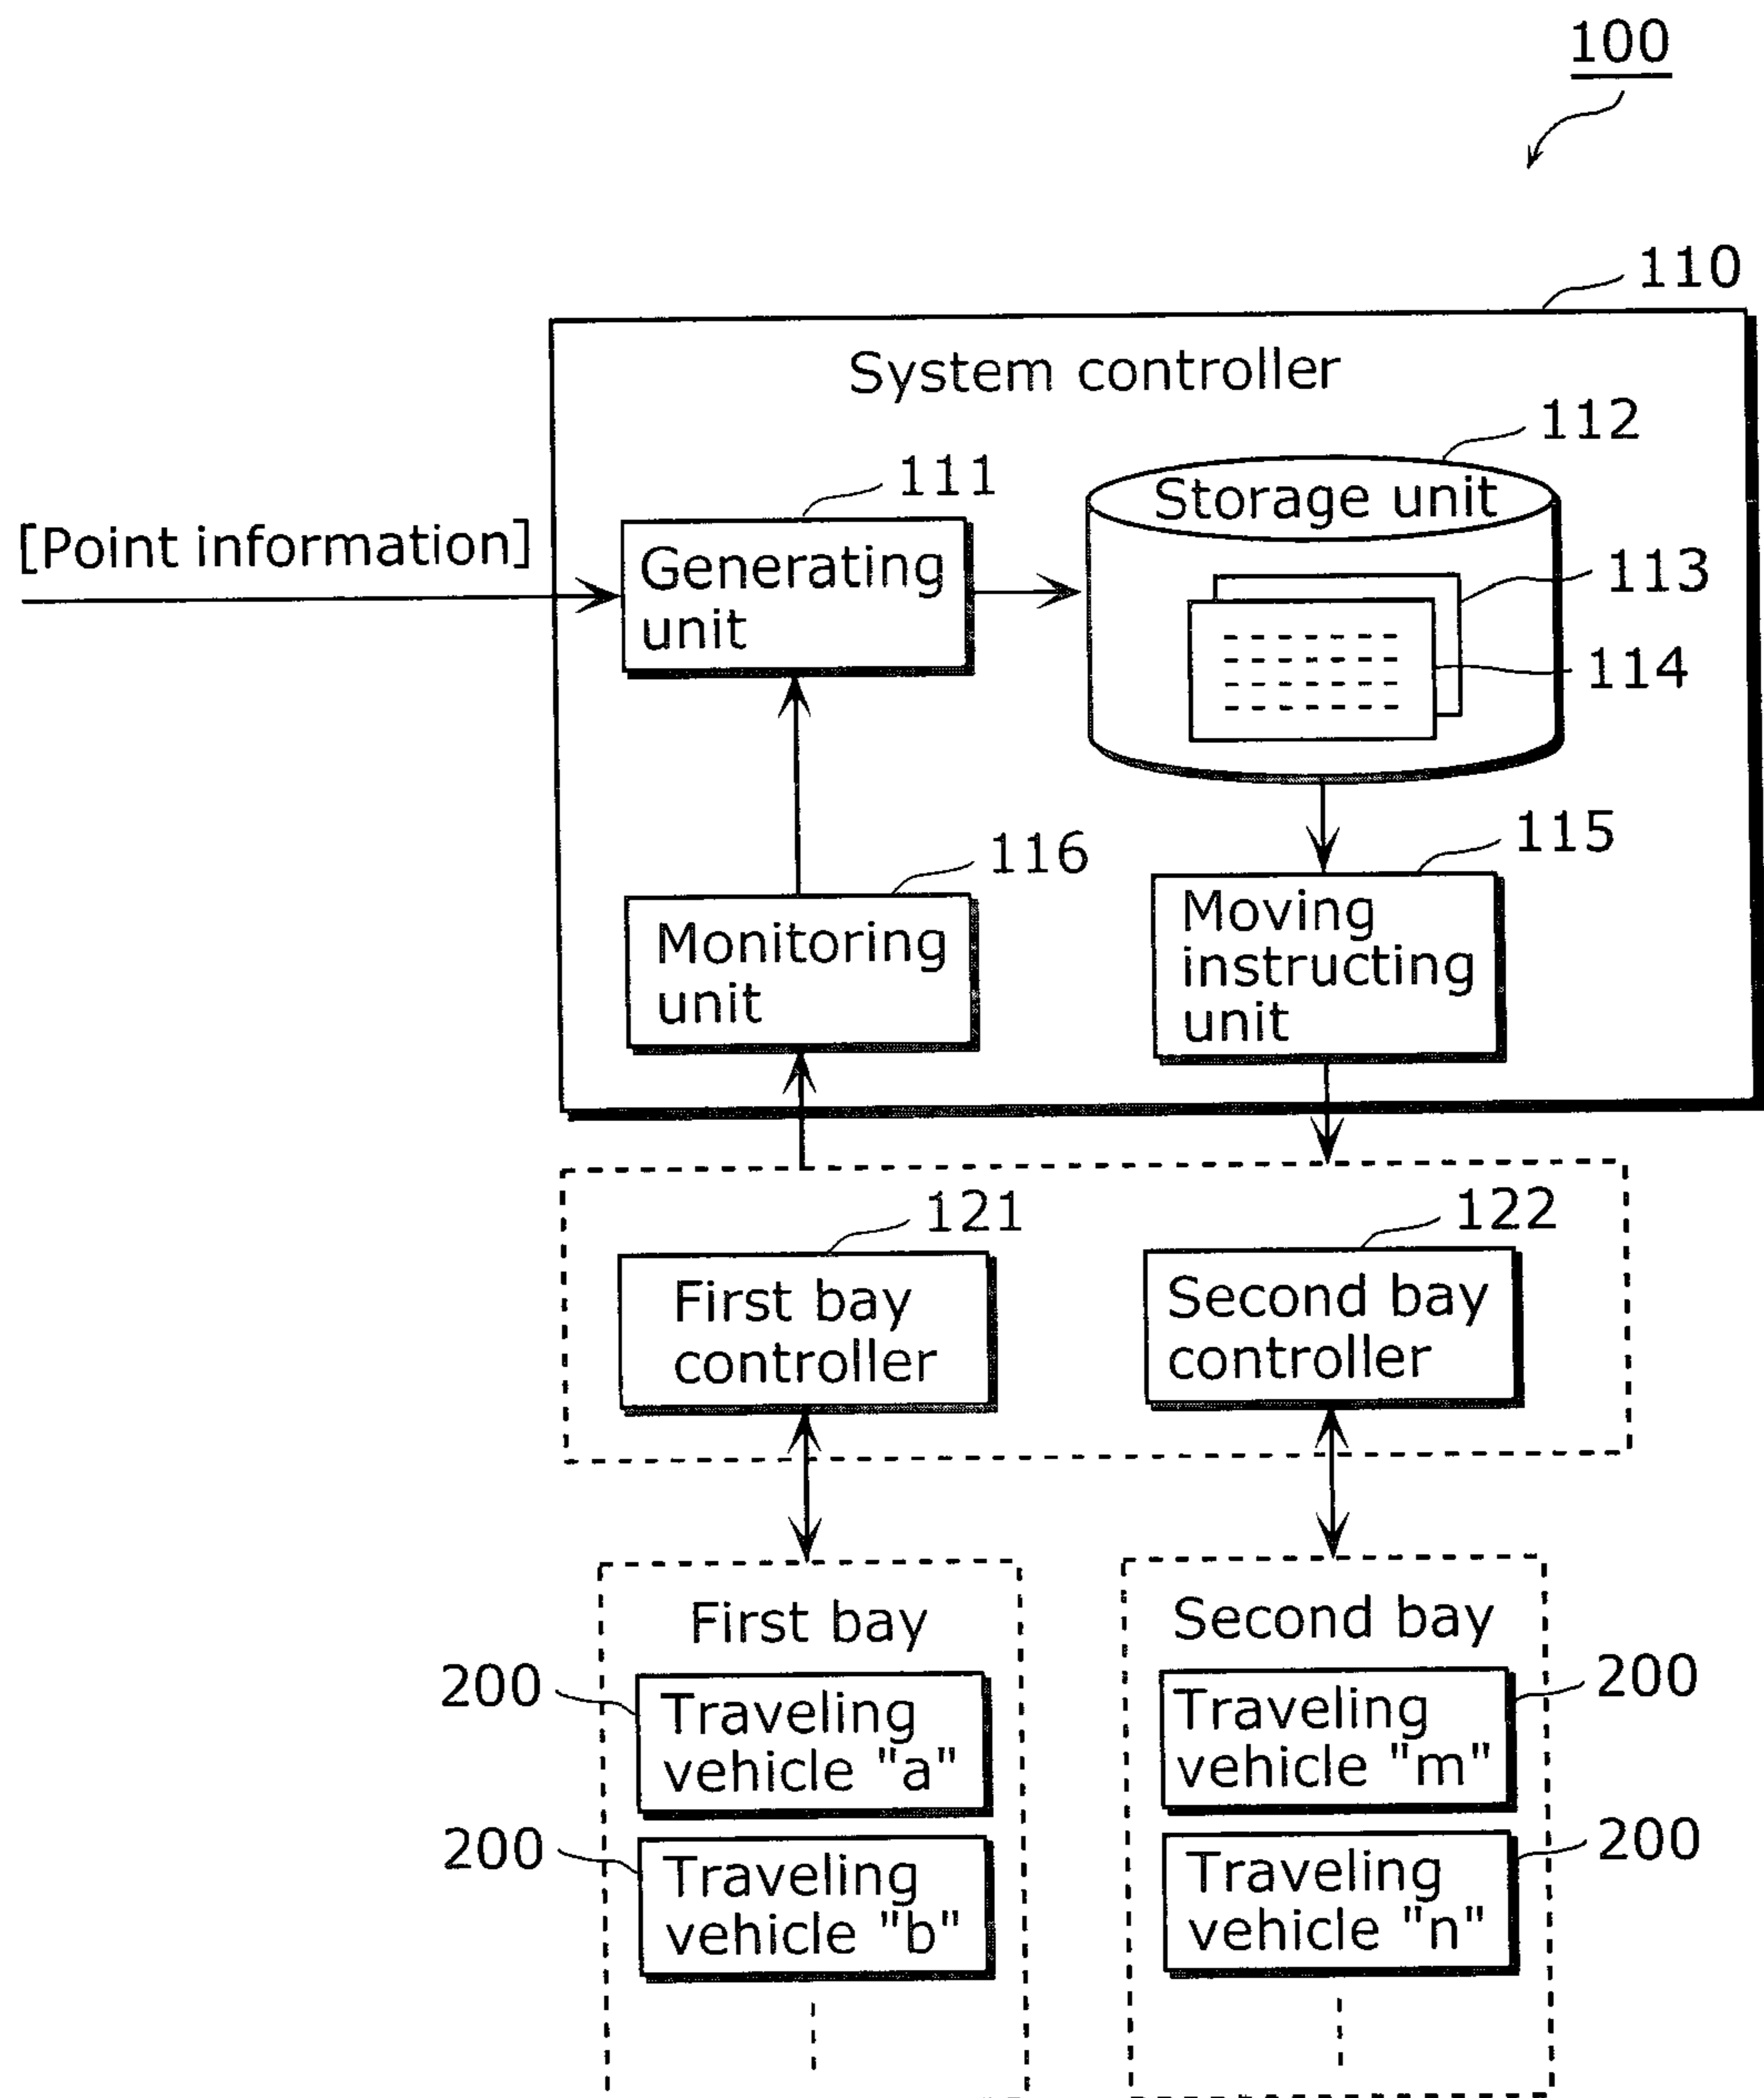 100
110
System controller
112
111
Storage unit
[Point information]
Generating
unit
113
114
116
115
Monitoring
unit
Moving
instructing
unit
121
122
First bay
controller
Second bay
controller
First bay
Second bay
200
Traveling
vehicle "a"
Traveling
vehicle "m"
200
200
Traveling
vehicle "b"
Traveling
vehicle "n"
200